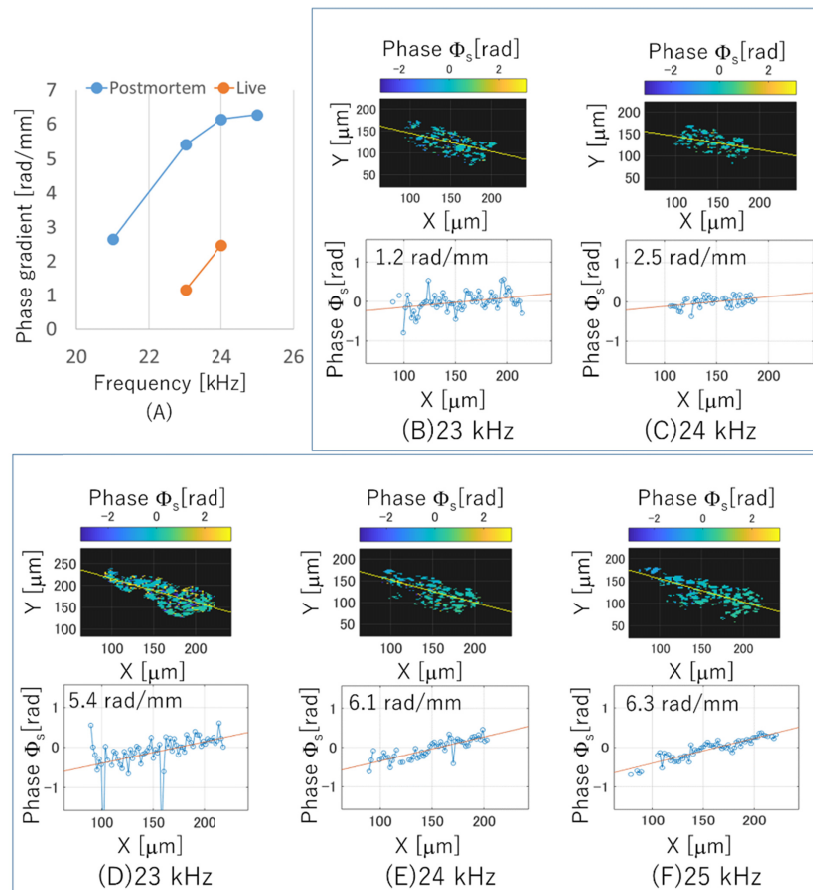 Postmortem Live
Phase gradient [rad/mm]
7
6
5
4
3
2
1
0
20 22 24 26
Frequency [kHz]
(A)
Phase Φs[rad]
-2 0 2
Y [μm]
200
150
100
50
100 150 200
X [μm]
Phase Φs[rad]
1.2 rad/mm
1
0
-1
100 150 200
X [μm]
(B)23 kHz
Phase Φs[rad]
-2 0 2
Y [μm]
200
150
100
50
100 150 200
X [μm]
Phase Φs[rad]
2.5 rad/mm
1
0
-1
100 150 200
X [μm]
(C)24 kHz
Phase Φs[rad]
-2 0 2
Y [μm]
250
200
150
100
100 150 200
X [μm]
Phase Φs[rad]
5.4 rad/mm
1
0
-1
100 150 200
X [μm]
(D)23 kHz
Phase Φs[rad]
-2 0 2
Y [μm]
200
150
100
50
100 150 200
X [μm]
Phase Φs[rad]
6.1 rad/mm
1
0
-1
100 150 200
X [μm]
(E)24 kHz
Phase Φs[rad]
-2 0 2
Y [μm]
200
150
100
50
100 150 200
X [μm]
Phase Φs[rad]
6.3 rad/mm
1
0
-1
100 150 200
X [μm]
(F)25 kHz